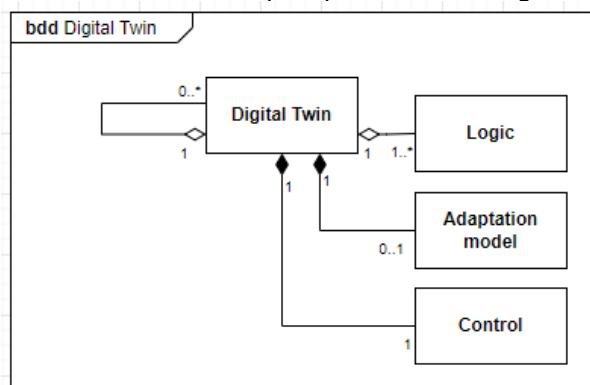 bdd Digital Twin
0..*
Digital Twin
1
1
1..*
Logic
1
1
Adaptation
model
0..1
Control
1